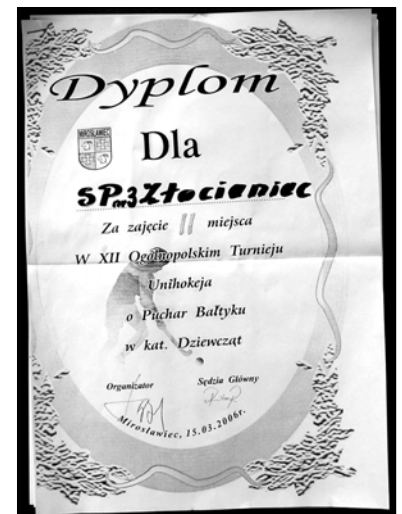 Dyplom
MIROSŁAWIEC
Dla
SP nr 3 Złocieniec
Za zajęcie II miejsca
W XII Ogólnopolskim Turnieju
Unihokeja
o Puchar Bałtyku
w kat. Dziewcząt
Organizator Sędzia Główny
Mirosławiec, 15.03.2006r.